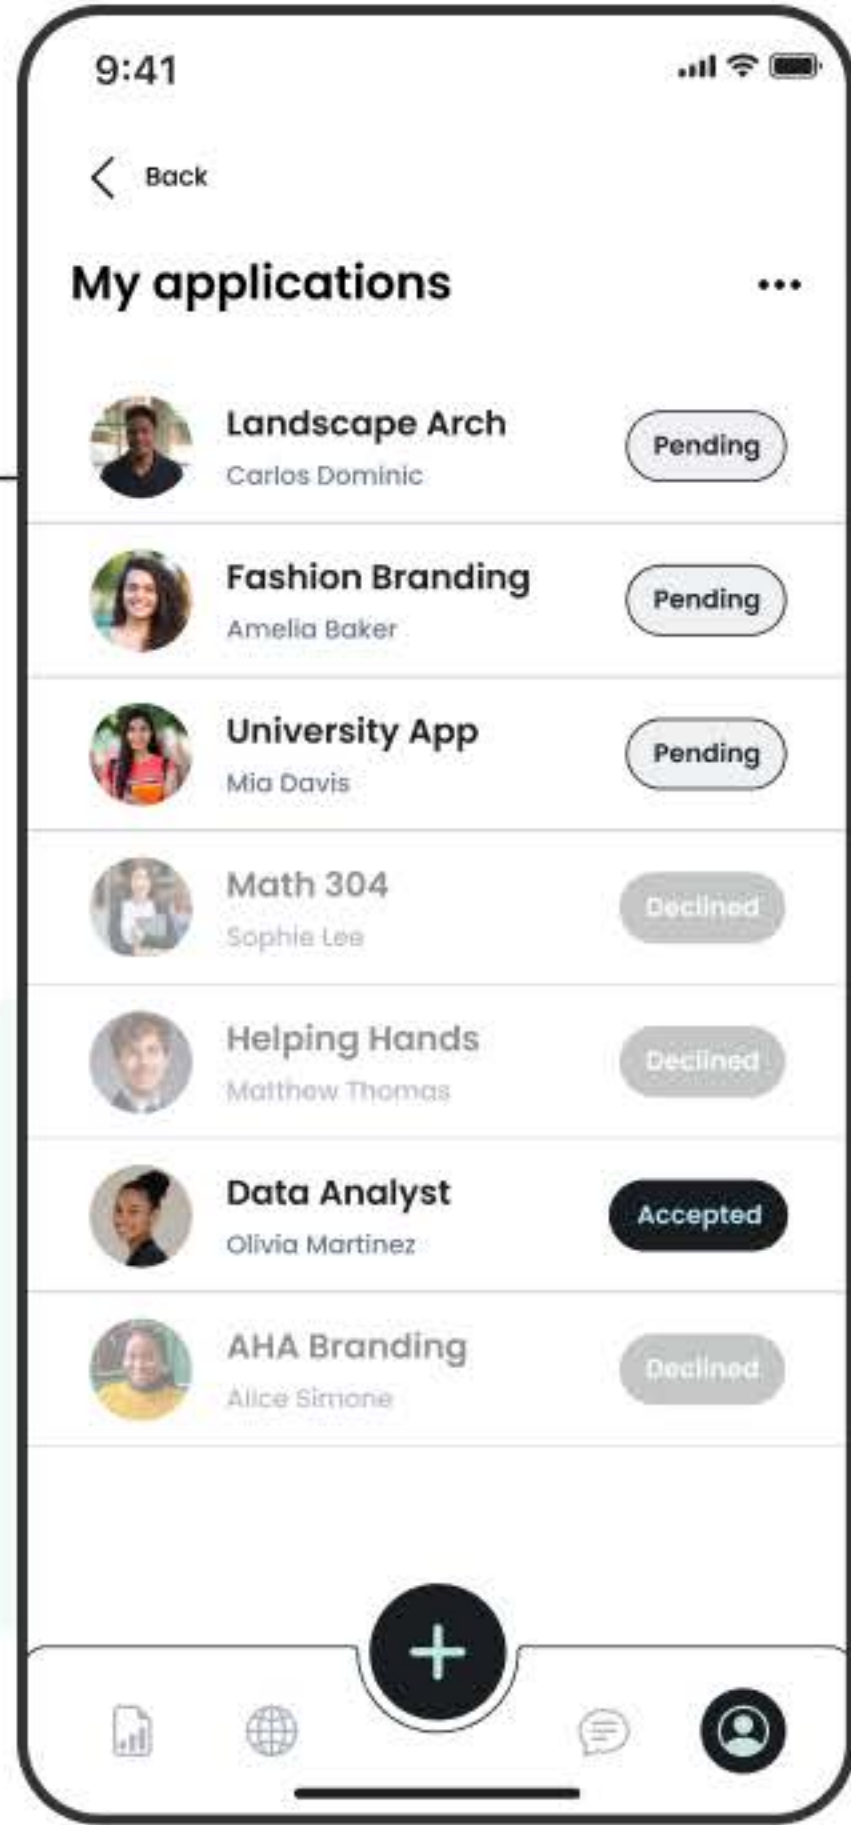 9:41
Back
My applications
Landscape Arch
Carlos Dominic
Pending
Fashion Branding
Amelia Baker
Pending
University App
Mia Davis
Pending
Math 304
Sophie Lee
Declined
Helping Hands
Matthew Thomas
Declined
Data Analyst
Olivia Martinez
Accepted
AHA Branding
Alice Simone
Declined